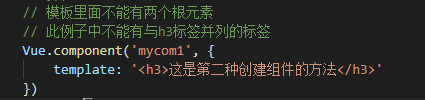 // 模板里面不能有两个根元素
// 此例子中不能有与h3标签并列的标签
Vue.component('mycom1', {
    template: '<h3>这是第二种创建组件的方法</h3>'
})